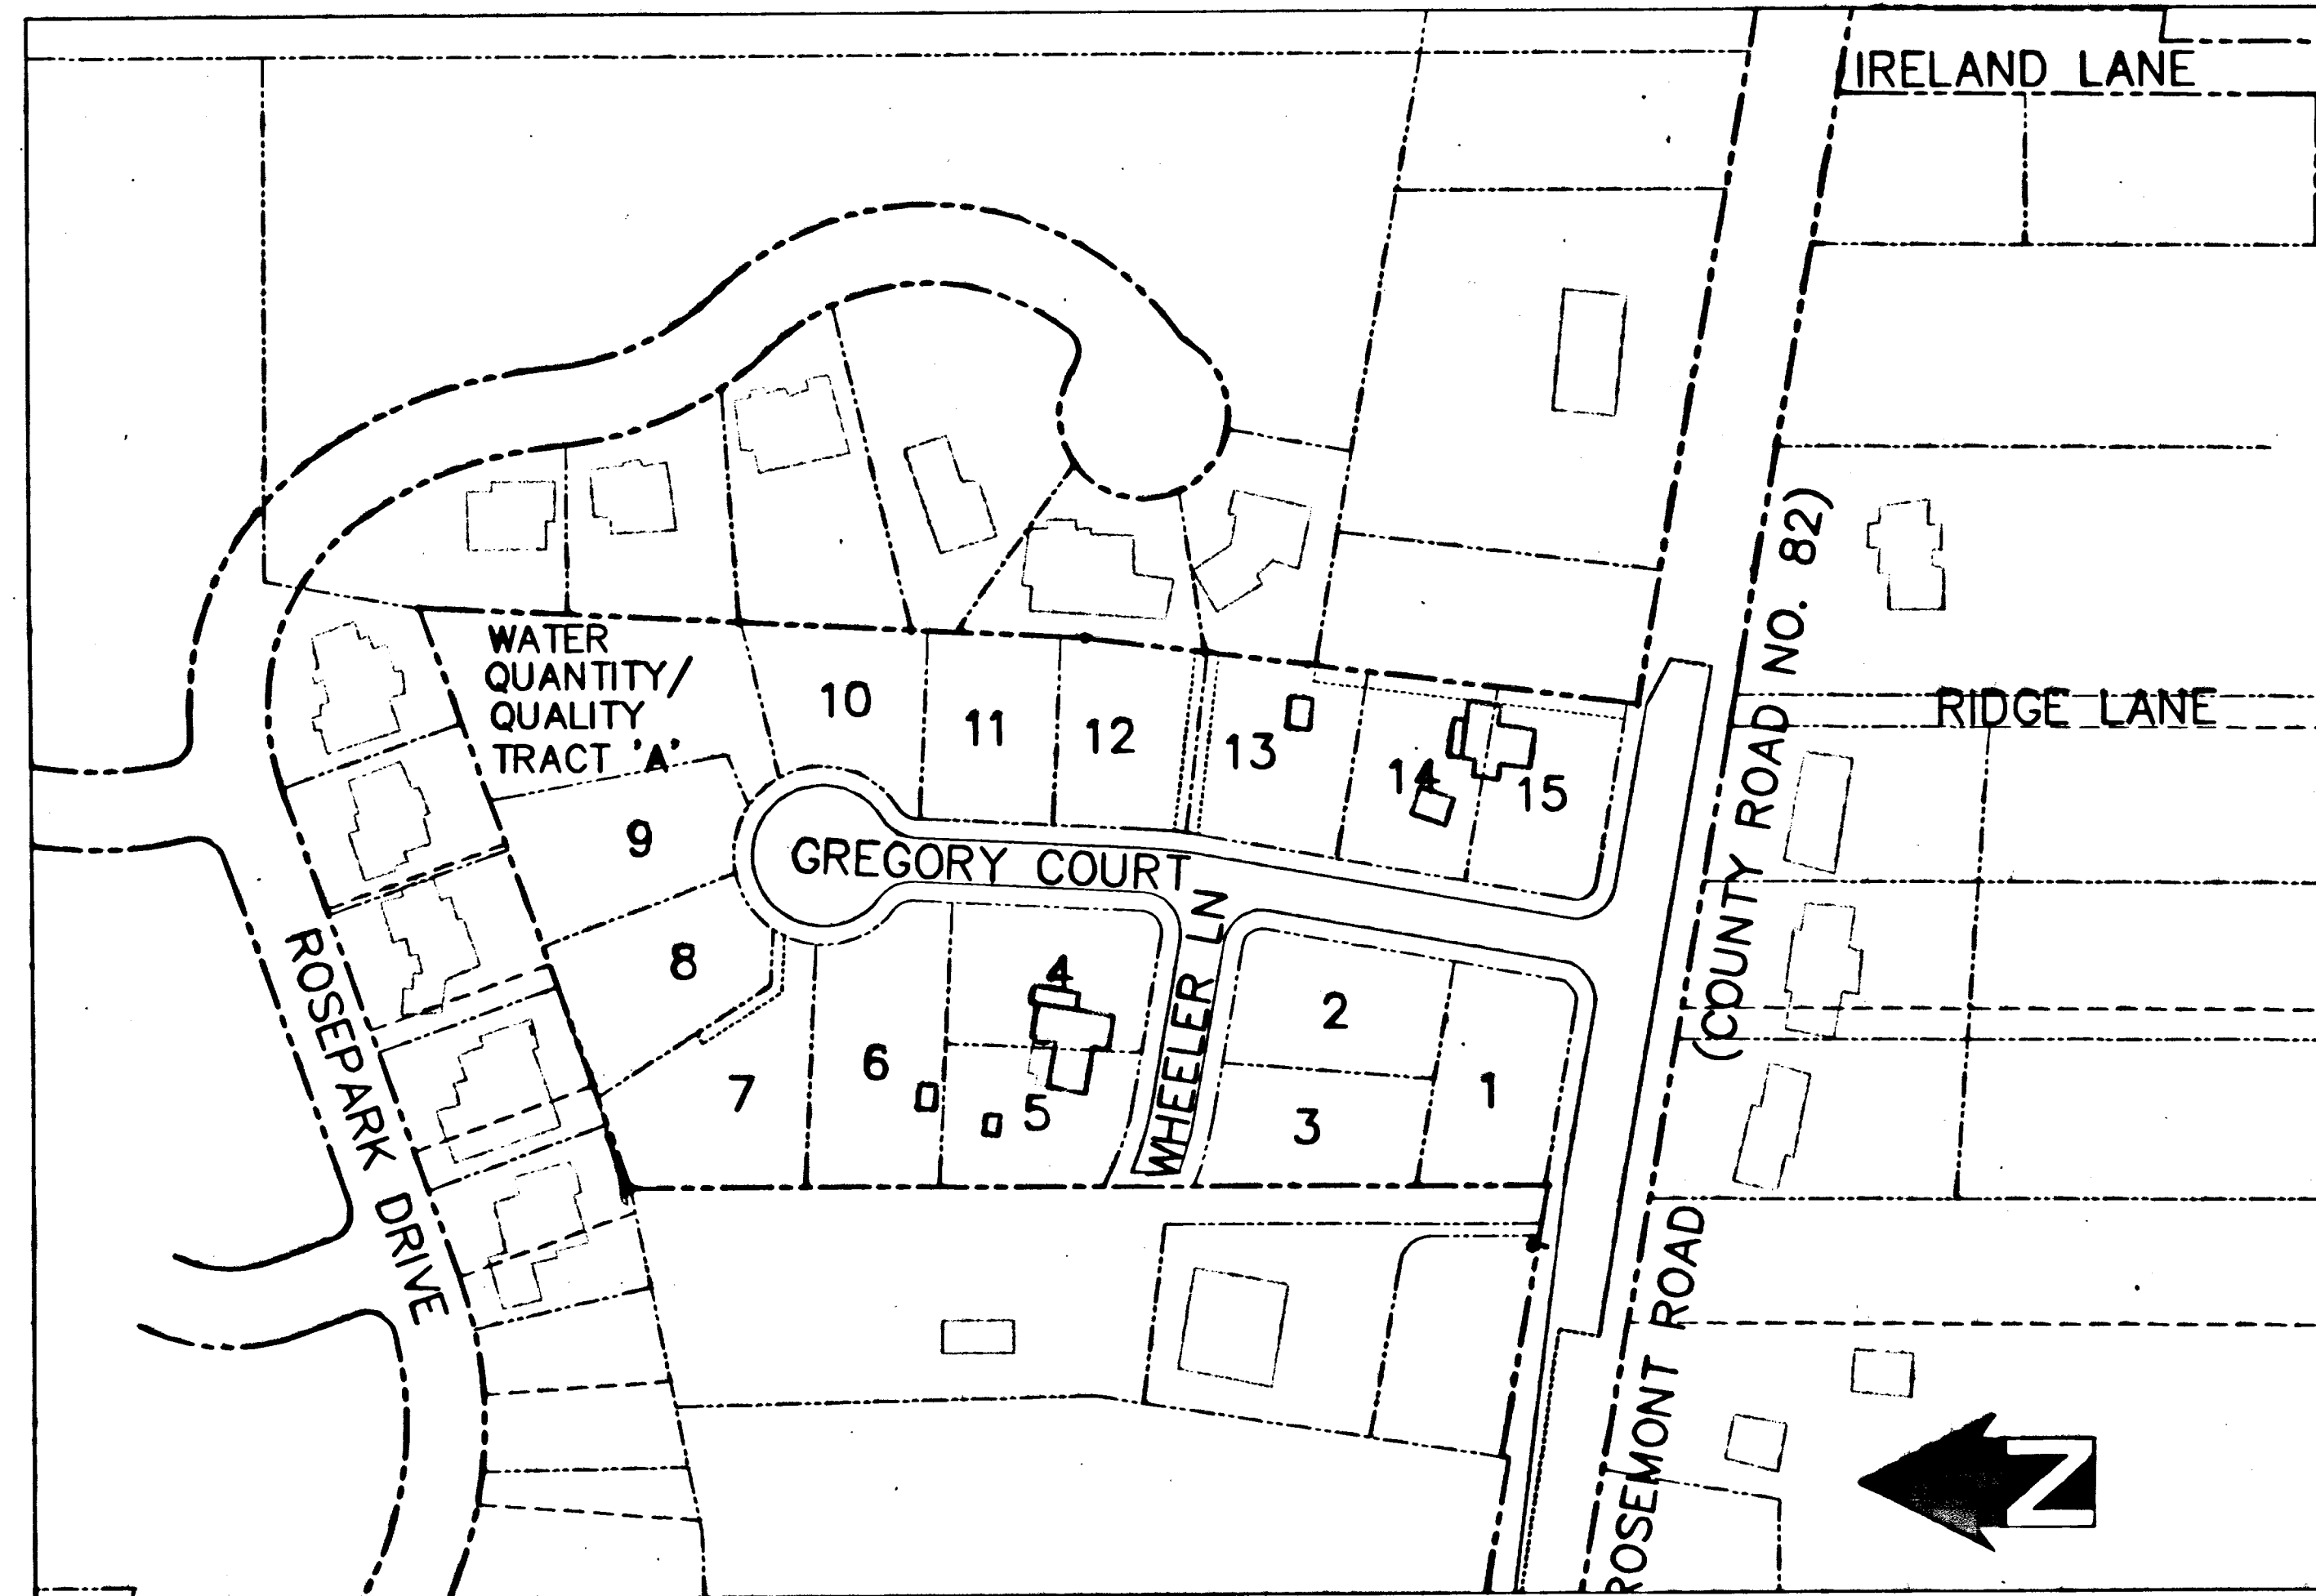 IRELAND LANE
WATER
QUANTITY/
QUALITY
TRACT 'A'
10
11
12
13
14
15
RIDGE LANE
9
GREGORY COURT
8
4
2
6
7
5
3
1
WHEELER LN
ROSEPARK DRIVE
ROSEMONT ROAD
(COUNTY ROAD NO. 82)
N